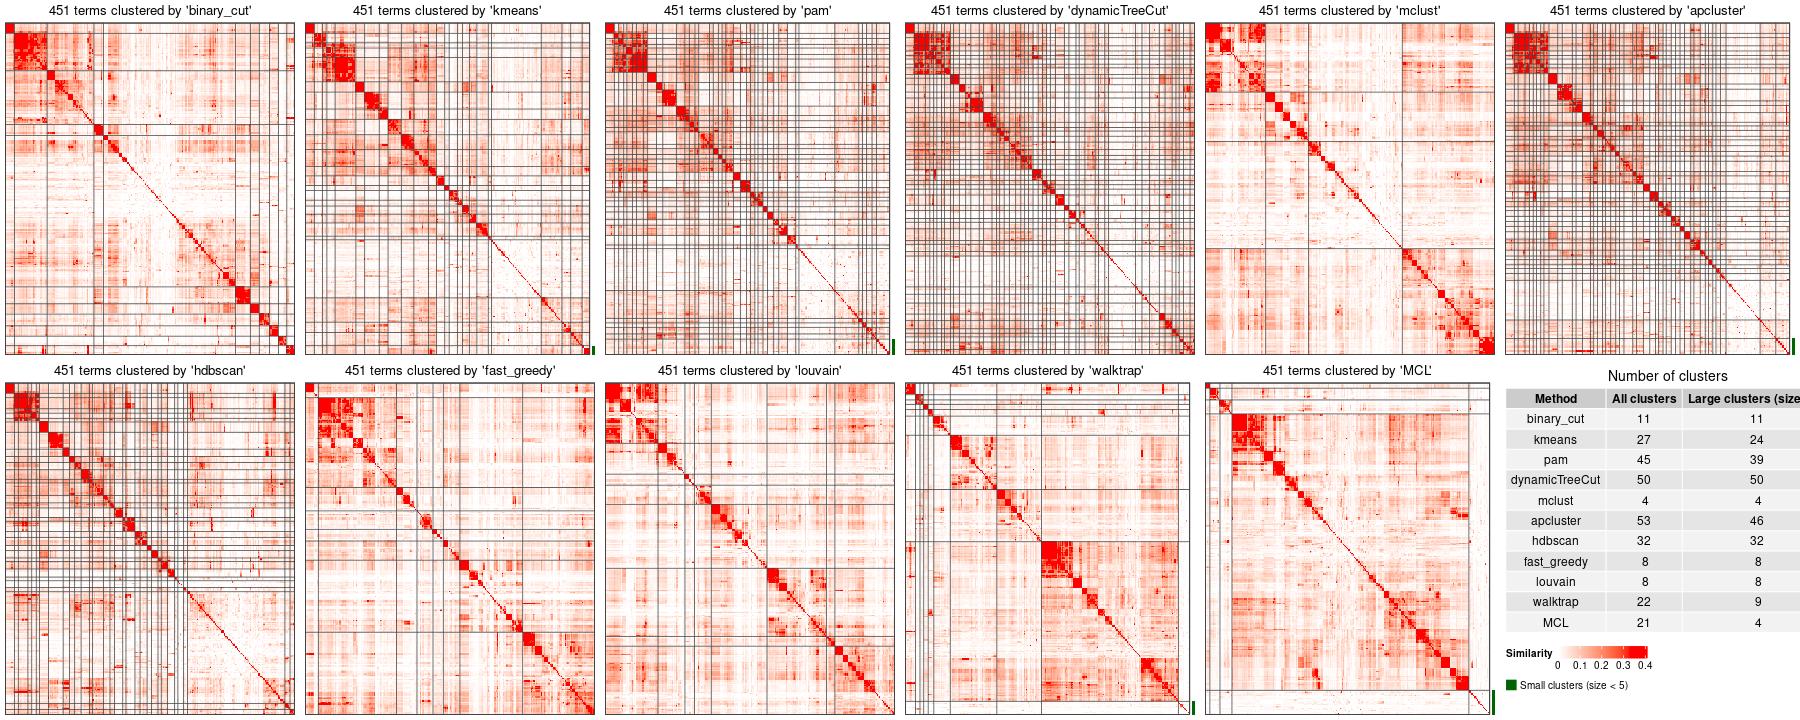 451 terms clustered by 'binary_cut'
451 terms clustered by 'kmeans'
451 terms clustered by 'pam'
451 terms clustered by 'dynamicTreeCut'
451 terms clustered by 'mclust'
451 terms clustered by 'apcluster'
451 terms clustered by 'hdbscan'
451 terms clustered by 'fast_greedy'
451 terms clustered by 'louvain'
451 terms clustered by 'walktrap'
451 terms clustered by 'MCL'
Number of clusters
Method All clusters Large clusters (size
binary_cut 11 11
kmeans 27 24
pam 45 39
dynamicTreeCut 50 50
mclust 4 4
apcluster 53 46
hdbscan 32 32
fast_greedy 8 8
louvain 8 8
walktrap 22 9
MCL 21 4
Similarity
0 0.1 0.2 0.3 0.4
Small clusters (size < 5)